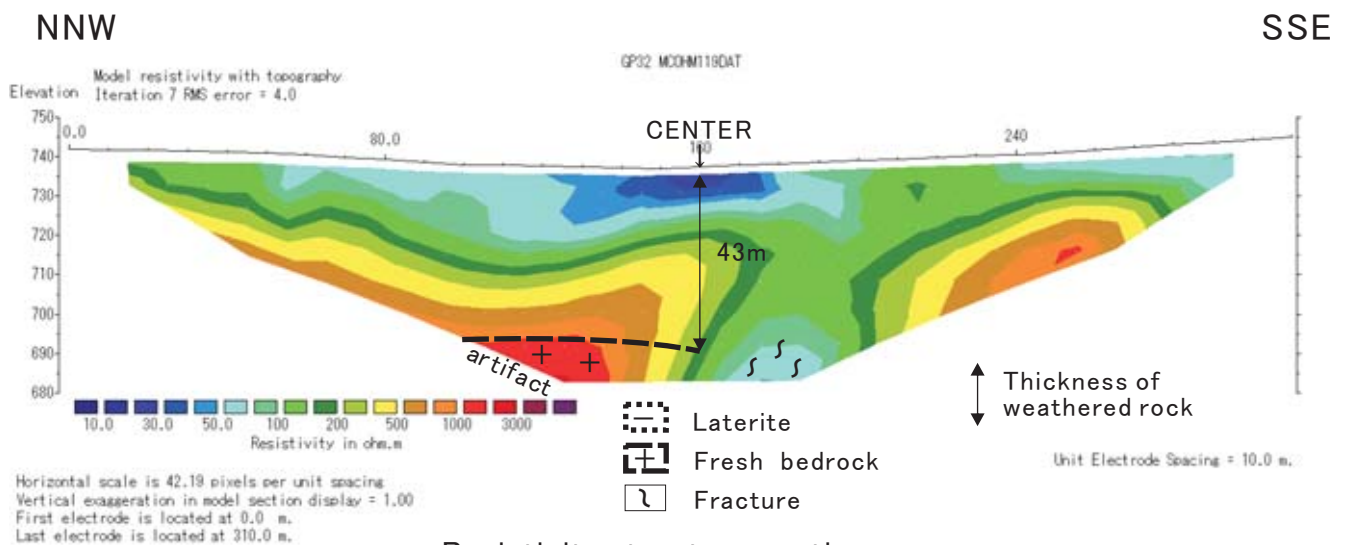 NNW
SSE
GP32 MCOHM119DAT
Model resistivity with topography
Iteration 7 RMS error = 4.0
Elevation
750
740
730
720
710
700
690
680
0.0
80.0
CENTER
160
240
43m
artifact
10.0 30.0 50.0 100 200 500 1000 3000
Resistivity in ohm.m
Laterite
Fresh bedrock
Fracture
Thickness of
weathered rock
Unit Electrode Spacing = 10.0 m.
Horizontal scale is 42.19 pixels per unit spacing
Vertical exaggeration in model section display = 1.00
First electrode is located at 0.0 m.
Last electrode is located at 310.0 m.